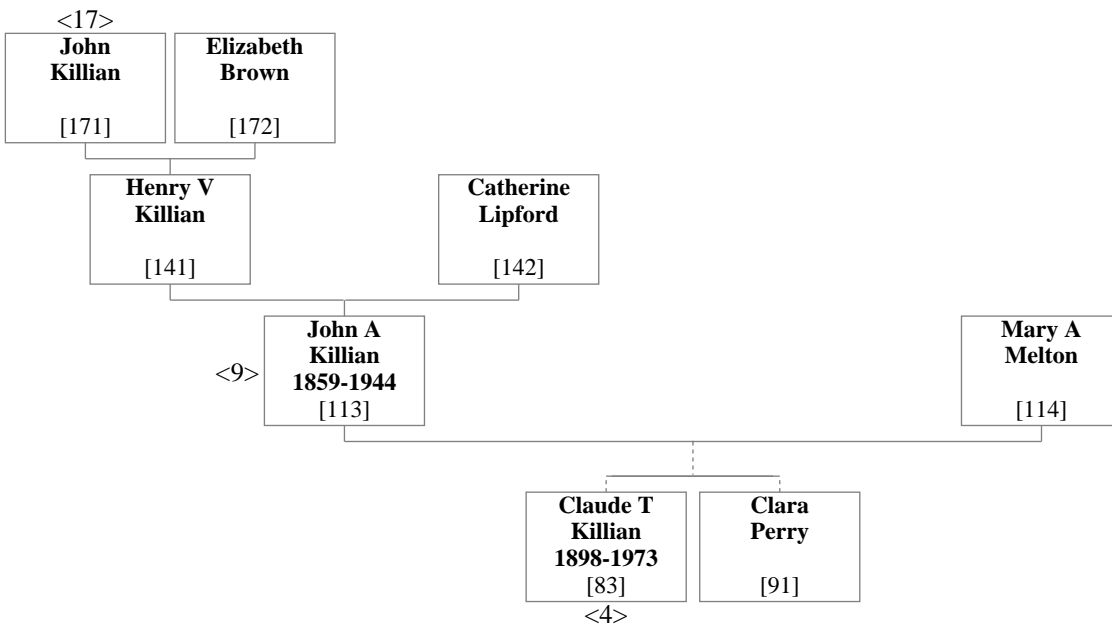 <17>
John
Killian
[171]
Elizabeth
Brown
[172]
Henry V
Killian
[141]
Catherine
Lipford
[142]
<9>
John A
Killian
1859-1944
[113]
Mary A
Melton
[114]
Claude T
Killian
1898-1973
[83]
<4>
Clara
Perry
[91]